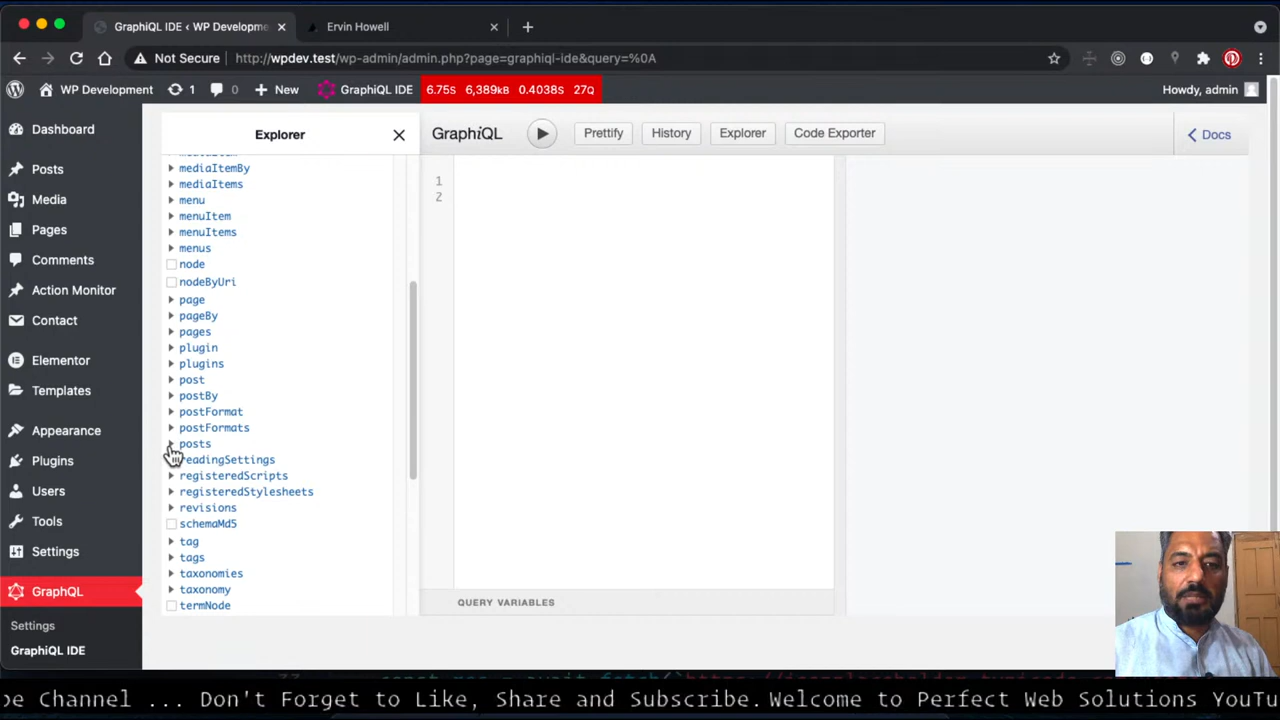 GraphiQL IDE ‹ WP Developme
Ervin Howell
Not Secure
http://wpdev.test/wp-admin/admin.php?page=graphiql-ide&query=%0A
WP Development
1
0
New
GraphiQL IDE
6.75S 6,389KB 0.4038S 27Q
Howdy, admin
Dashboard
Posts
Media
Pages
Comments
Action Monitor
Contact
Elementor
Templates
Appearance
Plugins
Users
Tools
Settings
GraphQL
Settings
GraphiQL IDE
Explorer
mediaItemBy
mediaItems
menu
menuItem
menuItems
menus
node
nodeByUri
page
pageBy
pages
plugin
plugins
post
postBy
postFormat
postFormats
posts
readingSettings
registeredScripts
registeredStylesheets
revisions
schemaMd5
tag
tags
taxonomies
taxonomy
termNode
GraphiQL
Prettify
History
Explorer
Code Exporter
Docs
1
2
QUERY VARIABLES
be Channel ... Don't Forget to Like, Share and Subscribe. Welcome to Perfect Web Solutions YouTu